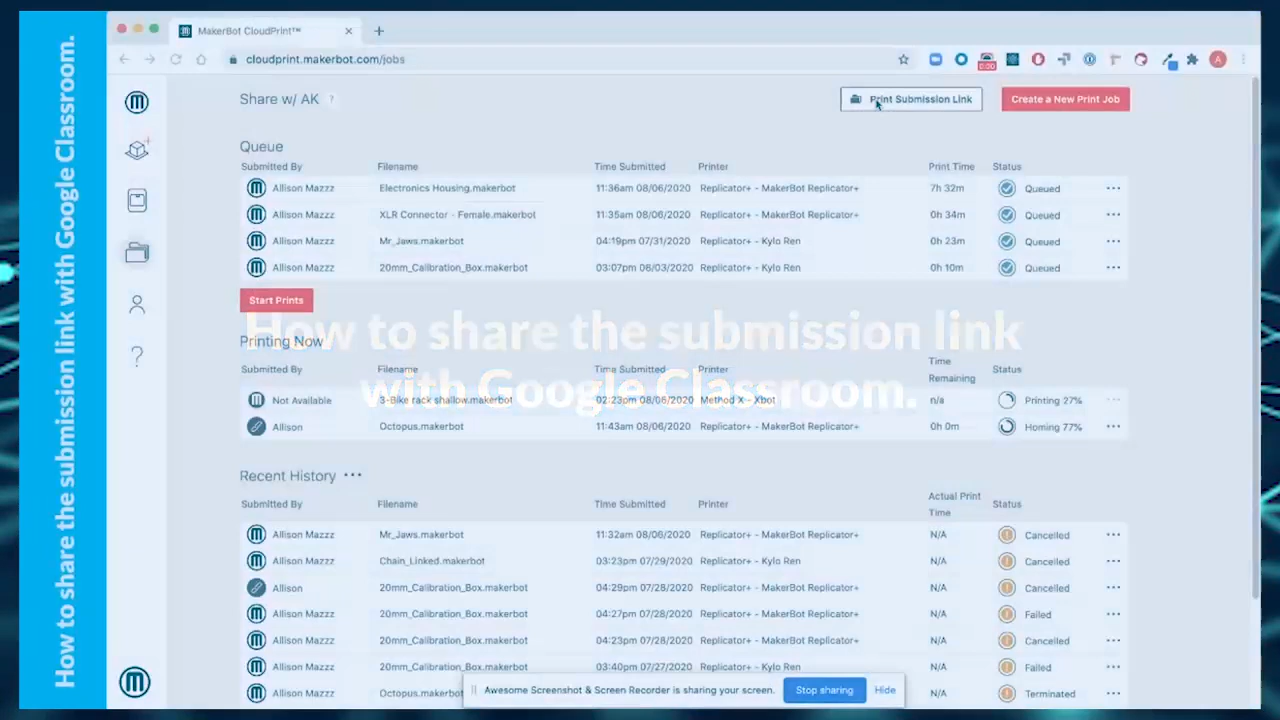 How to share the submission link with Google Classroom.
MakerBot CloudPrint™
cloudprint.makerbot.com/jobs
0:00
A
Share w/ AK ?
Print Submission Link
Create a New Print Job
Queue
Submitted By Filename Time Submitted Printer Print Time Status
Allison Mazzz Electronics Housing.makerbot 11:36am 08/06/2020 Replicator+ - MakerBot Replicator+ 7h 32m Queued
Allison Mazzz XLR Connector - Female.makerbot 11:35am 08/06/2020 Replicator+ - MakerBot Replicator+ 0h 34m Queued
Allison Mazzz Mr_Jaws.makerbot 04:19pm 07/31/2020 Replicator+ - Kylo Ren 0h 23m Queued
Allison Mazzz 20mm_Calibration_Box.makerbot 03:07pm 06/03/2020 Replicator+ - Kylo Ren 0h 10m Queued
Start Prints
How to share the submission link
with Google Classroom.
Printing Now
Submitted By Filename Time Submitted Printer Time Remaining Status
Not Available 3-Bike rack shallow.makerbot 02:23pm 08/06/2020 Method X - Xbot n/a Printing 27%
Allison Octopus.makerbot 11:43am 08/06/2020 Replicator+ - MakerBot Replicator+ 0h 0m Homing 77%
Recent History
Submitted By Filename Time Submitted Printer Actual Print Time Status
Allison Mazzz Mr_Jaws.makerbot 11:32am 08/06/2020 Replicator+ - MakerBot Replicator+ N/A Cancelled
Allison Mazzz Chain_Linked.makerbot 03:23pm 07/29/2020 Replicator+ - Kylo Ren N/A Cancelled
Allison 20mm_Calibration_Box.makerbot 04:29pm 07/28/2020 Replicator+ - MakerBot Replicator+ N/A Cancelled
Allison Mazzz 20mm_Calibration_Box.makerbot 04:27pm 07/28/2020 Replicator+ - MakerBot Replicator+ N/A Failed
Allison Mazzz 20mm_Calibration_Box.makerbot 04:23pm 07/28/2020 Replicator+ - MakerBot Replicator+ N/A Cancelled
Allison Mazzz 20mm_Calibration_Box.makerbot 03:40pm 07/27/2020 Replicator+ - Kylo Ren N/A Failed
Allison Mazzz Octopus.makerbot N/A Terminated
Awesome Screenshot & Screen Recorder is sharing your screen. Stop sharing Hide